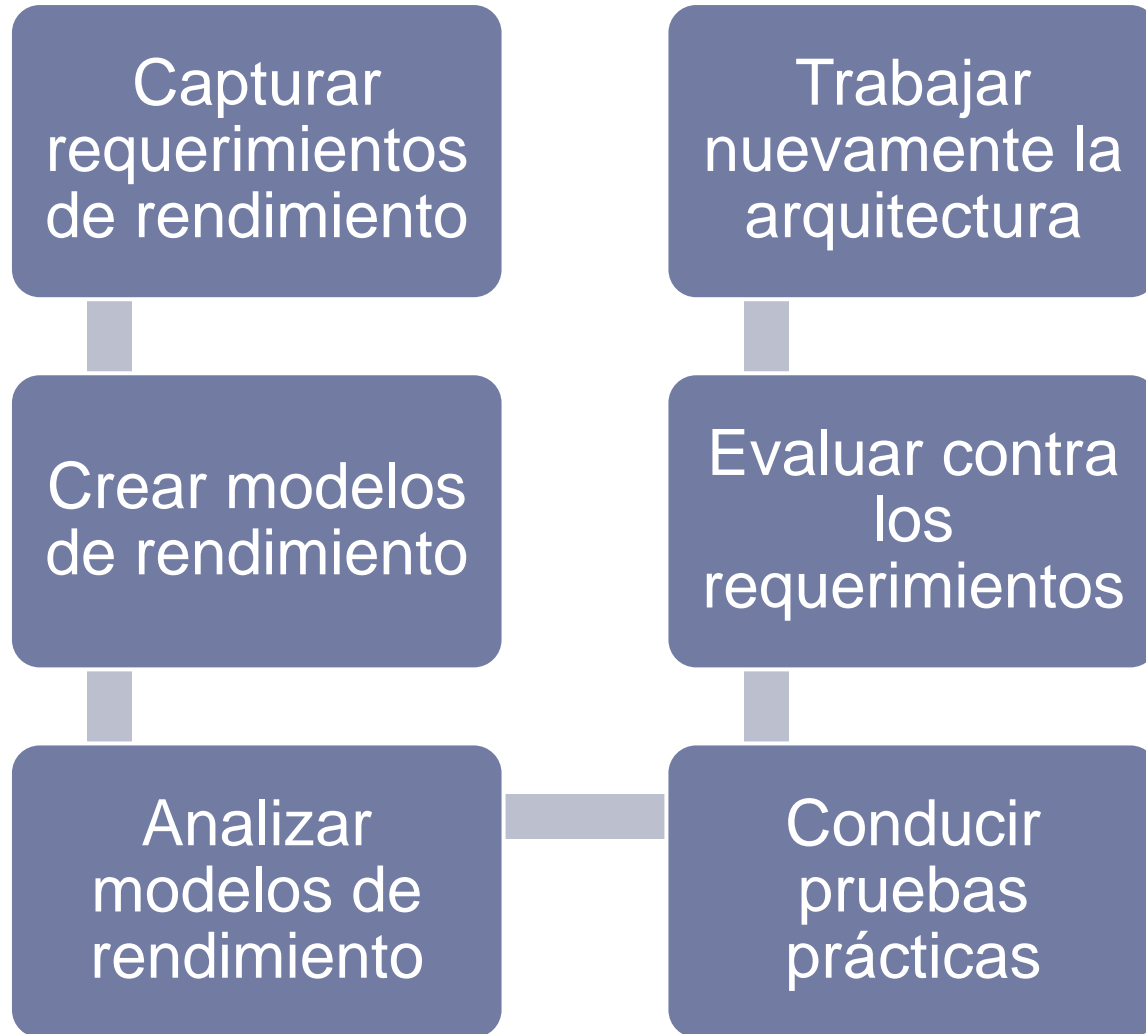 Capturar
requerimientos
de rendimiento
Crear modelos
de rendimiento
Analizar
modelos de
rendimiento
Conducir
pruebas
prácticas
Evaluar contra
los
requerimientos
Trabajar
nuevamente la
arquitectura